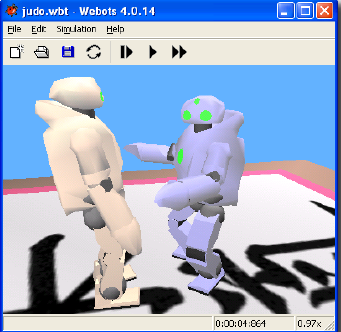 judo.wbt - Webots 4.0.14
File Edit Simulation Help
0:00:04:864 0.97x